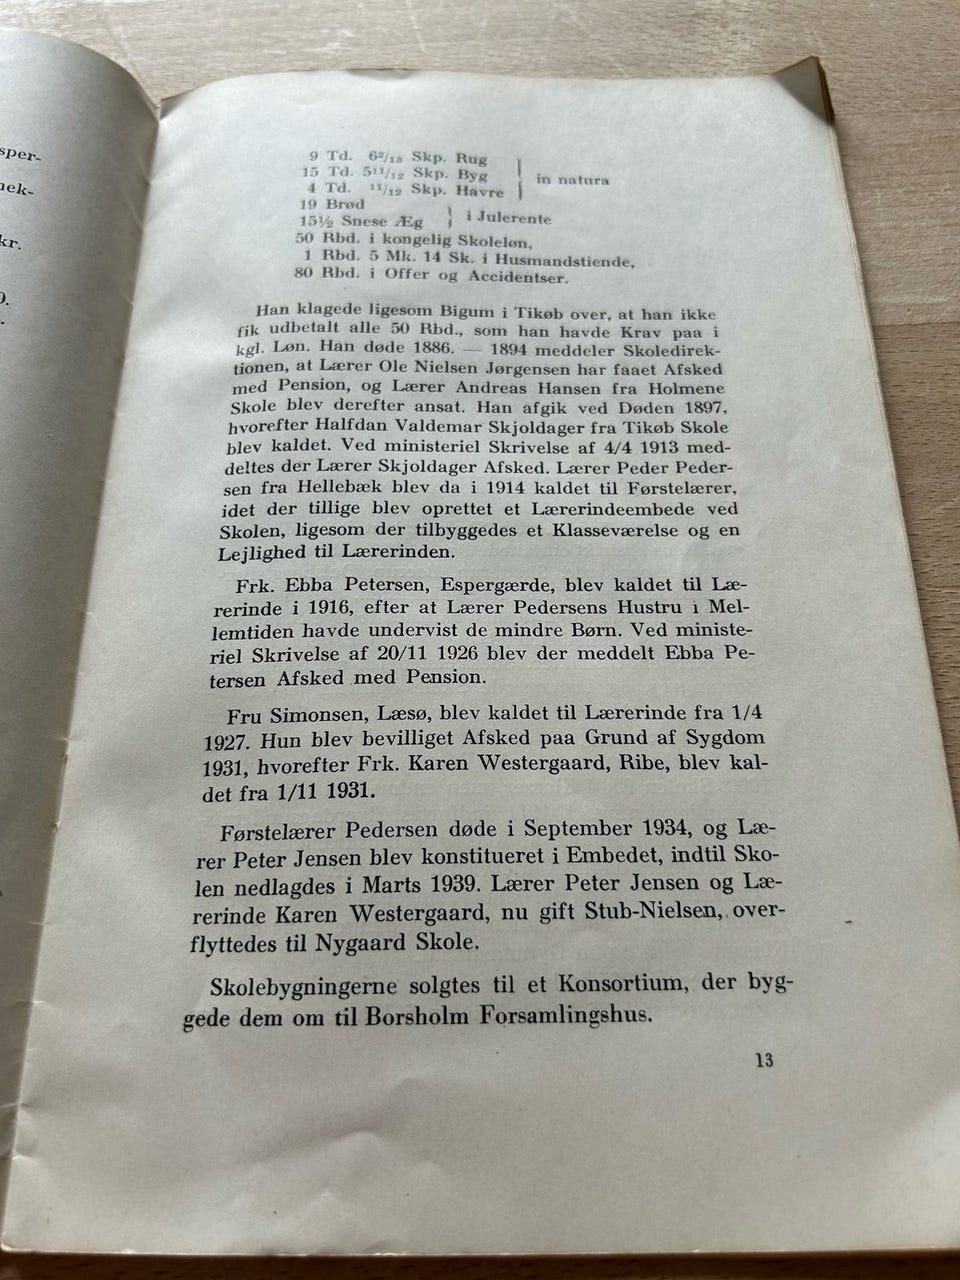 sper-
nek-
kr.
9 Td. 6²/₁₂ Skp. Rug
15 Td. 5¹¹/₁₂ Skp. Byg } in natura
4 Td. ¹¹/₁₂ Skp. Havre
19 Brød
15½ Snese Æg } i Julerente
50 Rbd. i kongelig Skoleløn,
1 Rbd. 5 Mk. 14 Sk. i Husmandstiende,
80 Rbd. i Offer og Accidentser.
Han klagede ligesom Bigum i Tikøb over, at han ikke
fik udbetalt alle 50 Rbd., som han havde Krav paa i
kgl. Løn. Han døde 1886. — 1894 meddeler Skoledirek-
tionen, at Lærer Ole Nielsen Jørgensen har faaet Afsked
med Pension, og Lærer Andreas Hansen fra Holmene
Skole blev derefter ansat. Han afgik ved Døden 1897,
hvorefter Halfdan Valdemar Skjoldager fra Tikøb Skole
blev kaldet. Ved ministeriel Skrivelse af 4/4 1913 med-
deltes der Lærer Skjoldager Afsked. Lærer Peder Peder-
sen fra Hellebæk blev da i 1914 kaldet til Førstelærer,
idet der tillige blev oprettet et Lærerindeembede ved
Skolen, ligesom der tilbyggedes et Klasseværelse og en
Lejlighed til Lærerinden.
Frk. Ebba Petersen, Espergærde, blev kaldet til Læ-
rerinde i 1916, efter at Lærer Pedersens Hustru i Mel-
lemtiden havde undervist de mindre Børn. Ved ministe-
riel Skrivelse af 20/11 1926 blev der meddelt Ebba Pe-
tersen Afsked med Pension.
Fru Simonsen, Læsø, blev kaldet til Lærerinde fra 1/4
1927. Hun blev bevilliget Afsked paa Grund af Sygdom
1931, hvorefter Frk. Karen Westergaard, Ribe, blev kal-
det fra 1/11 1931.
Førstelærer Pedersen døde i September 1934, og Læ-
rer Peter Jensen blev konstitueret i Embedet, indtil Sko-
len nedlagdes i Marts 1939. Lærer Peter Jensen og Læ-
rerinde Karen Westergaard, nu gift Stub-Nielsen, over-
flyttedes til Nygaard Skole.
Skolebygningerne solgtes til et Konsortium, der byg-
gede dem om til Borsholm Forsamlingshus.
13